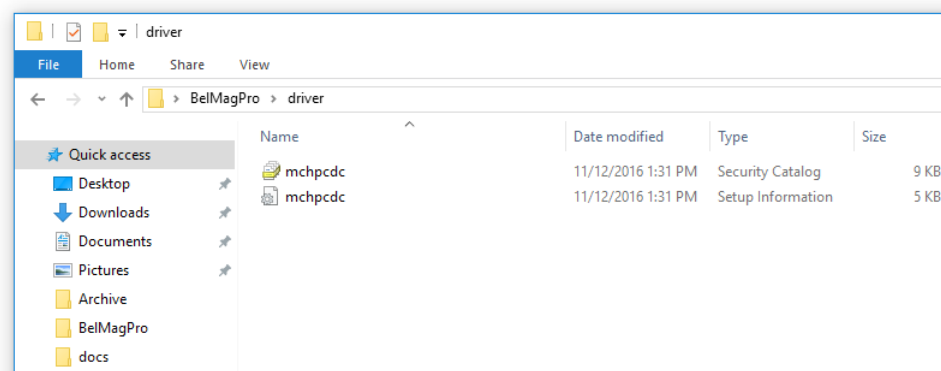 driver
File Home Share View
BelMagPro > driver
Name Date modified Type Size
Quick access
mchpcdc 11/12/2016 1:31 PM Security Catalog 9 KB
Desktop
mchpcdc 11/12/2016 1:31 PM Setup Information 5 KB
Downloads
Documents
Pictures
Archive
BelMagPro
docs